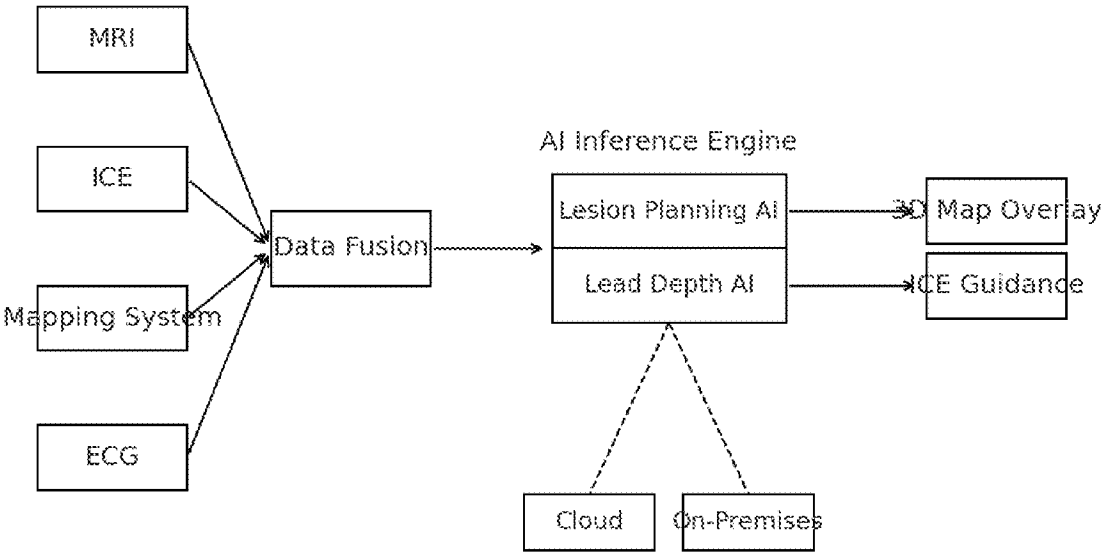 MRI
ICE
Mapping System
ECG
Data Fusion
AI Inference Engine
Lesion Planning AI
Lead Depth AI
3D Map Overlay
ICE Guidance
Cloud
On-Premises